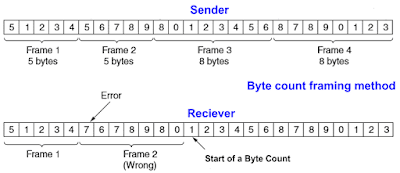 Sender
5 1 2 3 4 5 6 7 8 9 8 0 1 2 3 4 5 6 8 7 8 9 0 1 2 3
Frame 1 Frame 2 Frame 3 Frame 4
5 bytes 5 bytes 8 bytes 8 bytes
Byte count framing method
Error
Reciever
5 1 2 3 4 7 6 7 8 9 8 0 1 2 3 4 5 6 8 7 8 9 0 1 2 3
Frame 1 Frame 2 Start of a Byte Count
(Wrong)